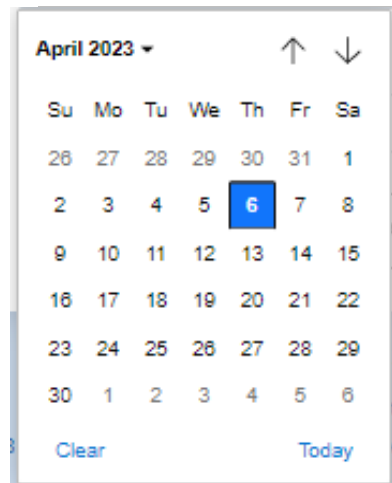 April 2023
Su Mo Tu We Th Fr Sa
26 27 28 29 30 31 1
2 3 4 5 6 7 8
9 10 11 12 13 14 15
16 17 18 19 20 21 22
23 24 25 26 27 28 29
30 1 2 3 4 5 6
Clear Today